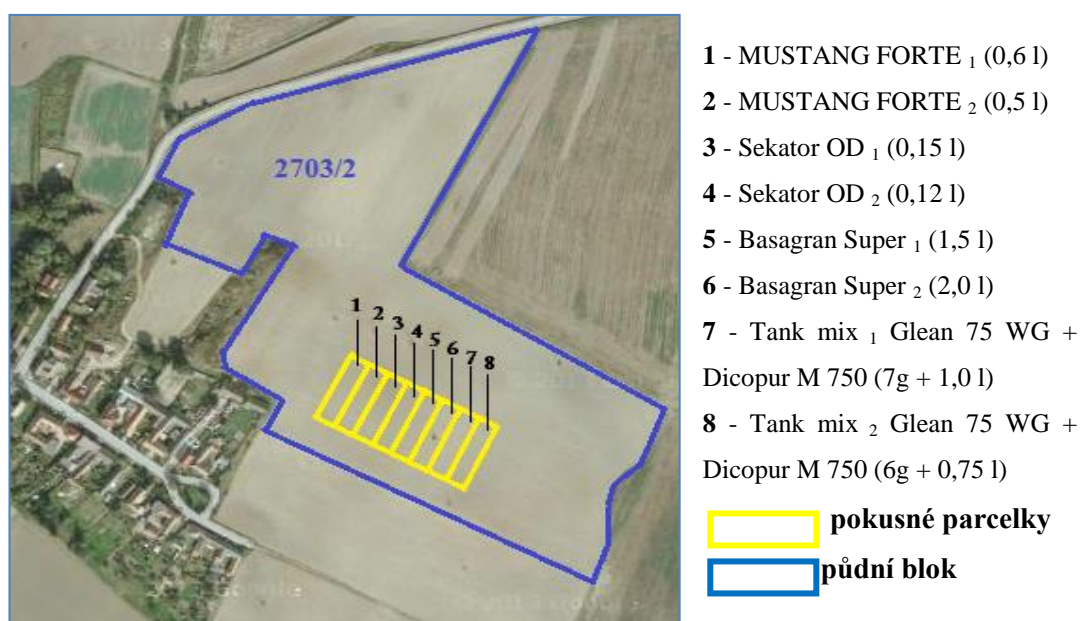 2703/2
1 2 3 4 5 6 7 8
1 - MUSTANG FORTE ₁ (0,6 l)
2 - MUSTANG FORTE ₂ (0,5 l)
3 - Sekator OD ₁ (0,15 l)
4 - Sekator OD ₂ (0,12 l)
5 - Basagran Super ₁ (1,5 l)
6 - Basagran Super ₂ (2,0 l)
7 - Tank mix ₁ Glean 75 WG +
Dicopur M 750 (7g + 1,0 l)
8 - Tank mix ₂ Glean 75 WG +
Dicopur M 750 (6g + 0,75 l)
pokusné parcelky
půdní blok